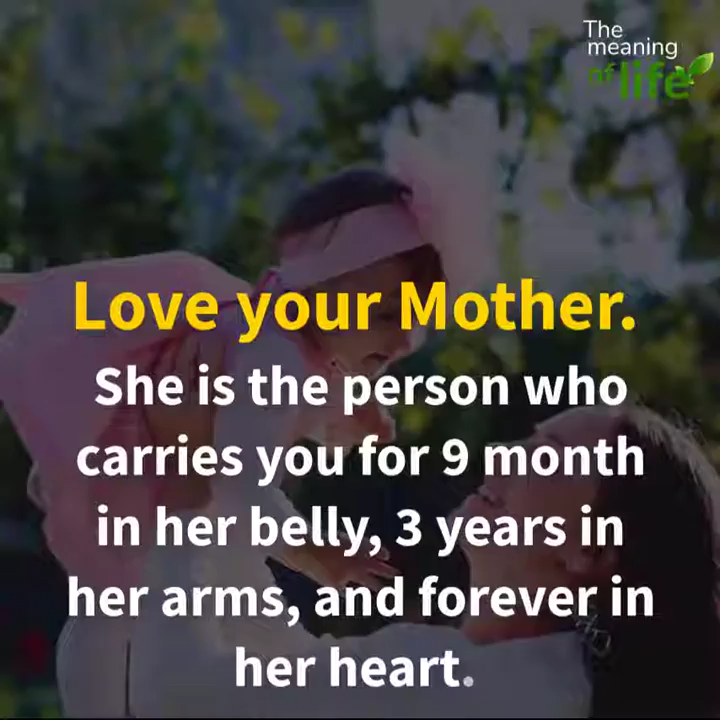 The
meaning
of life
Love your Mother.
She is the person who
carries you for 9 month
in her belly, 3 years in
her arms, and forever in
her heart.